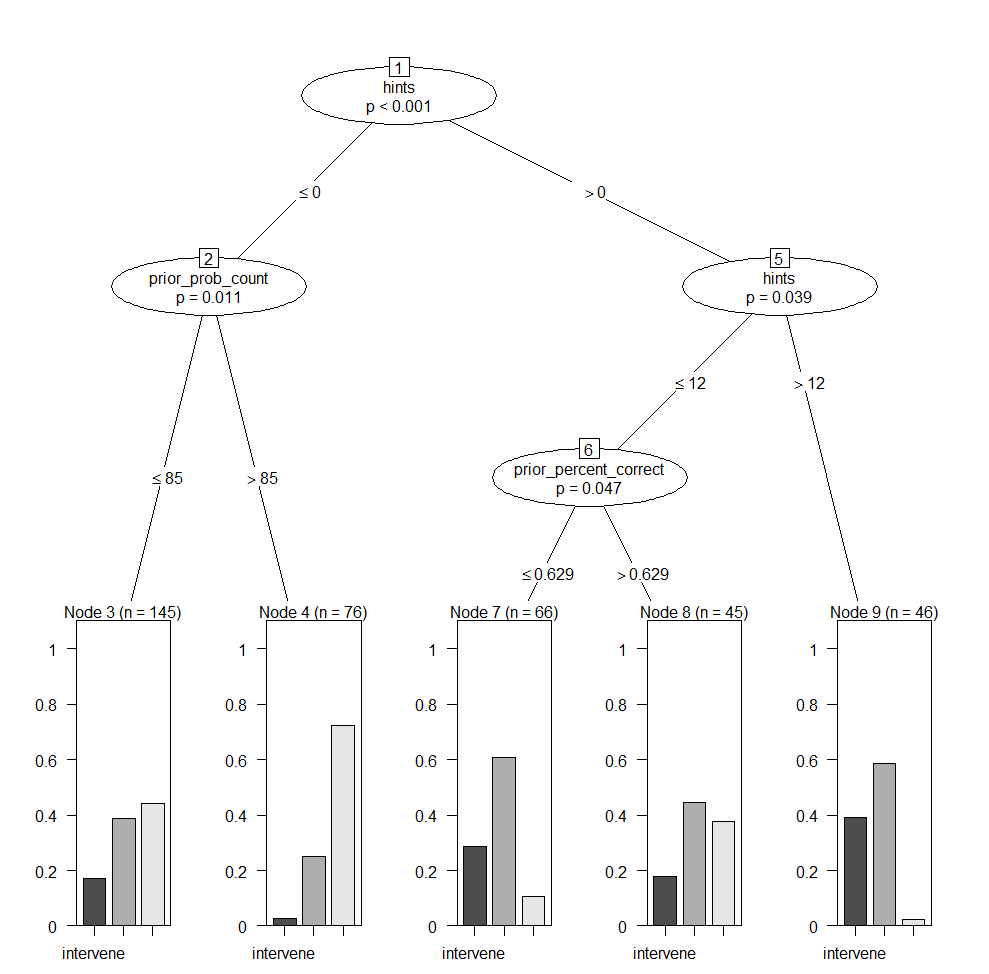 1
hints
p < 0.001
≤ 0
> 0
2
prior_prob_count
p = 0.011
5
hints
p = 0.039
≤ 12
> 12
6
prior_percent_correct
p = 0.047
≤ 85
> 85
≤ 0.629
> 0.629
Node 3 (n = 145)
Node 4 (n = 76)
Node 7 (n = 66)
Node 8 (n = 45)
Node 9 (n = 46)
1 1 1 1 1
0.8 0.8 0.8 0.8 0.8
0.6 0.6 0.6 0.6 0.6
0.4 0.4 0.4 0.4 0.4
0.2 0.2 0.2 0.2 0.2
0 0 0 0 0
intervene intervene intervene intervene intervene